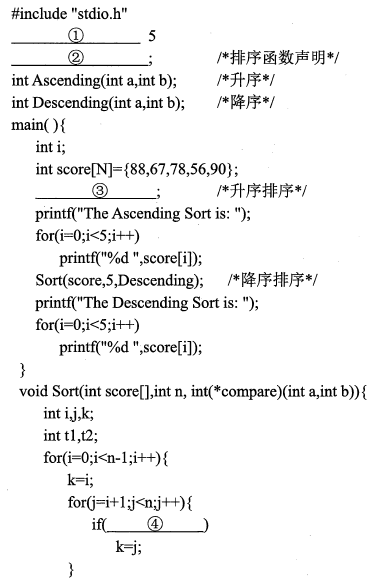 #include "stdio.h"
______①______ 5
______②______; /*排序函数声明*/
int Ascending(int a,int b); /*升序*/
int Descending(int a,int b); /*降序*/
main( ){
int i;
int score[N]={88,67,78,56,90};
______③______; /*升序排序*/
printf("The Ascending Sort is: ");
for(i=0;i<5;i++)
printf("%d ",score[i]);
Sort(score,5,Descending); /*降序排序*/
printf("The Descending Sort is: ");
for(i=0;i<5;i++)
printf("%d ",score[i]);
}
void Sort(int score[],int n, int(*compare)(int a,int b)){
int i,j,k;
int t1,t2;
for(i=0;i<n-1;i++){
k=i;
for(j=i+1;j<n;j++){
if(____④____)
k=j;
}